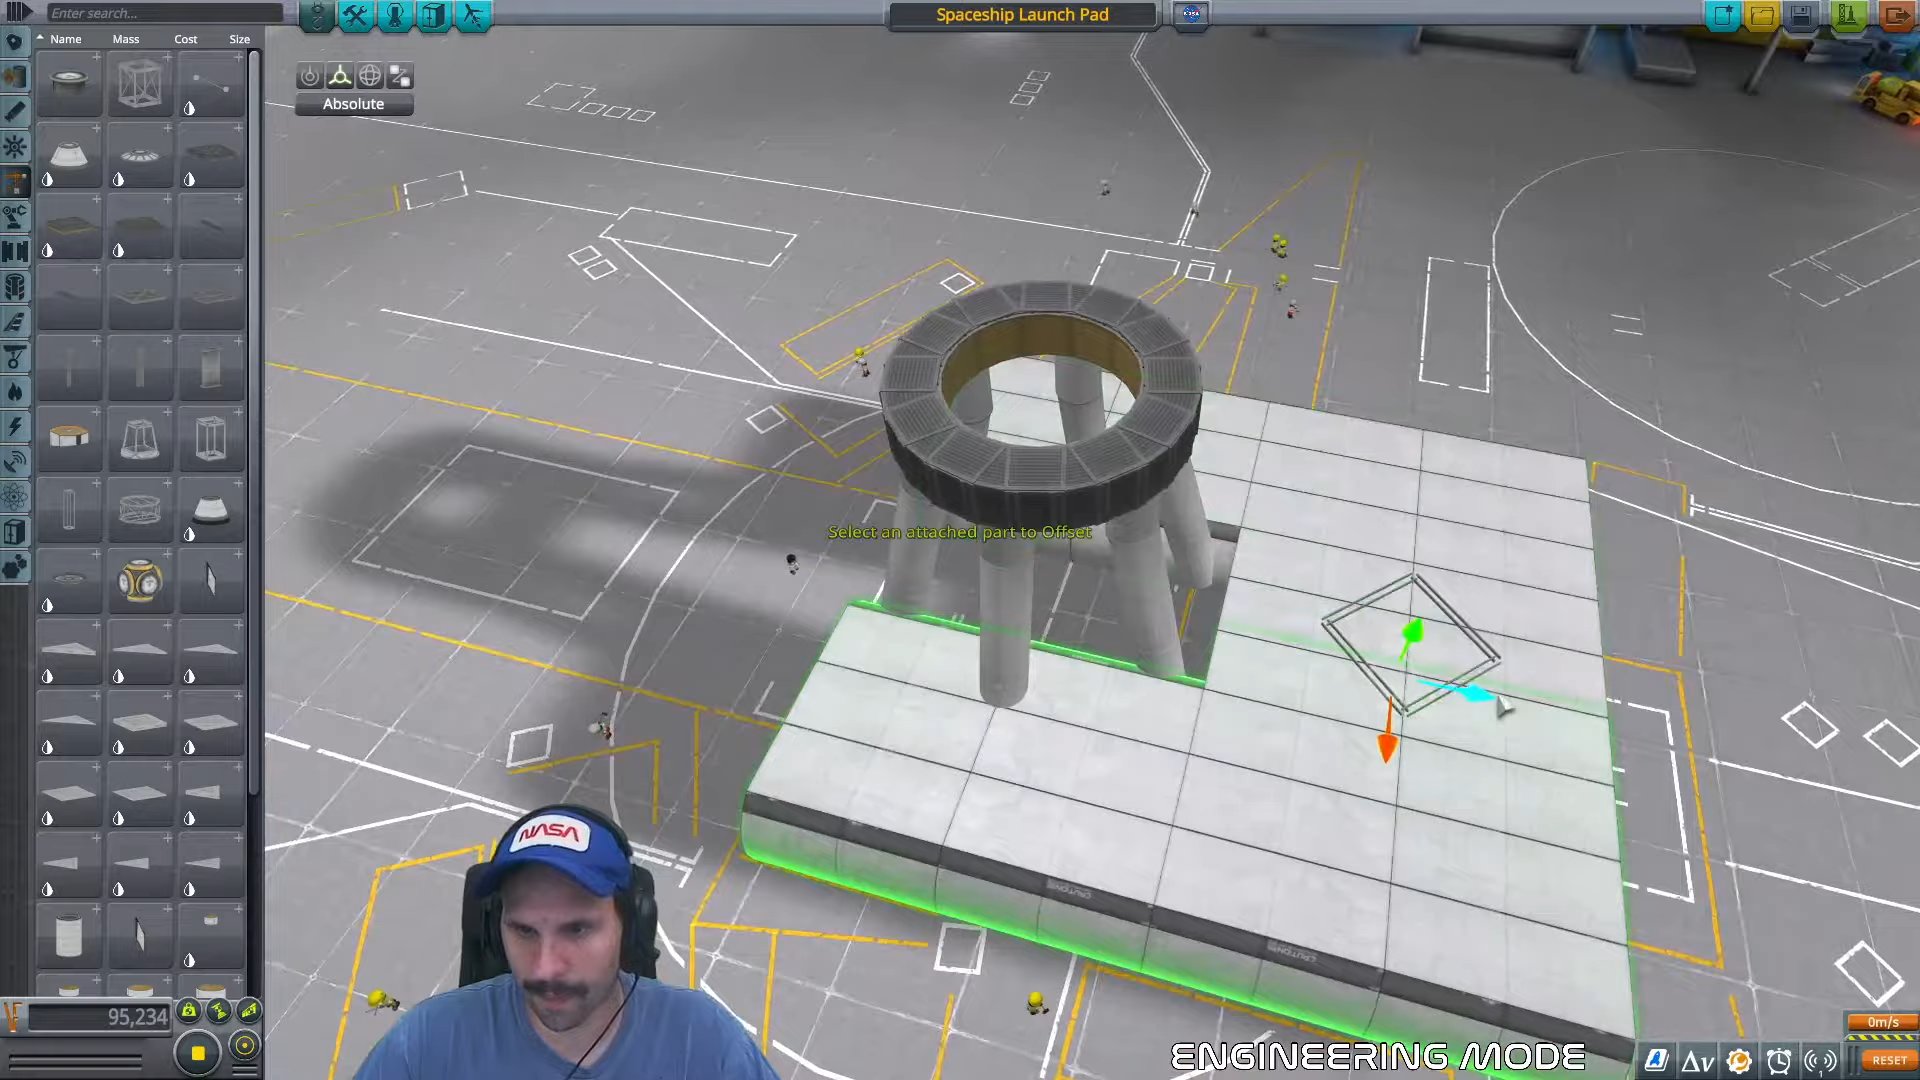 Enter search...
Spaceship Launch Pad
Name Mass Cost Size
Absolute
Select an attached part to Offset
NASA
95,234
0m/s
ENGINEERING MODE
Δv
RESET